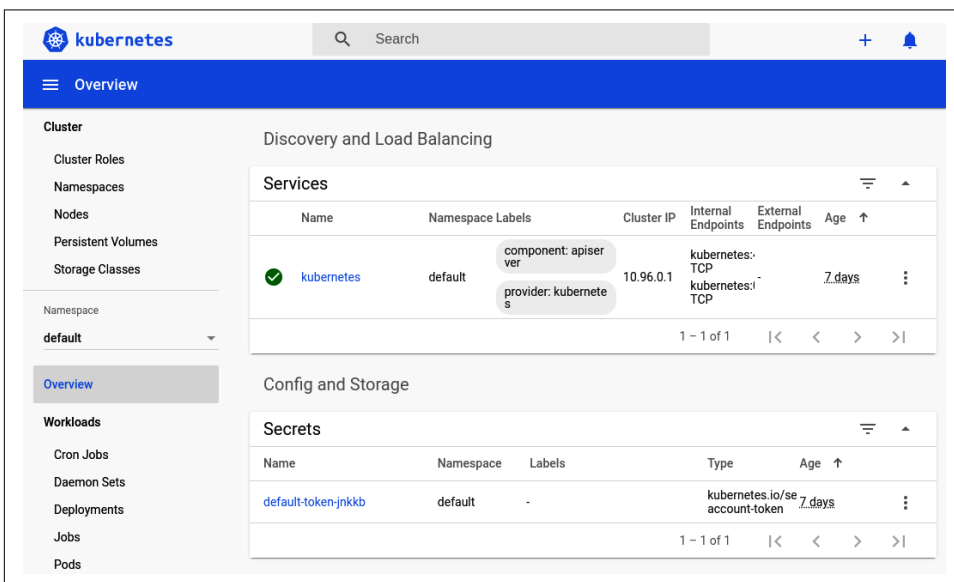 kubernetes
Search
Overview
Cluster
Cluster Roles
Namespaces
Nodes
Persistent Volumes
Storage Classes
Namespace
default
Overview
Workloads
Cron Jobs
Daemon Sets
Deployments
Jobs
Pods
Discovery and Load Balancing
Services
Name Namespace Labels Cluster IP Internal Endpoints External Endpoints Age
kubernetes default component: apiser
ver
provider: kubernete
s
10.96.0.1
kubernetes:
TCP
kubernetes:
TCP
-
7 days
1 – 1 of 1
Config and Storage
Secrets
Name Namespace Labels Type Age
default-token-jnkkb default - kubernetes.io/se
account-token
7 days
1 – 1 of 1